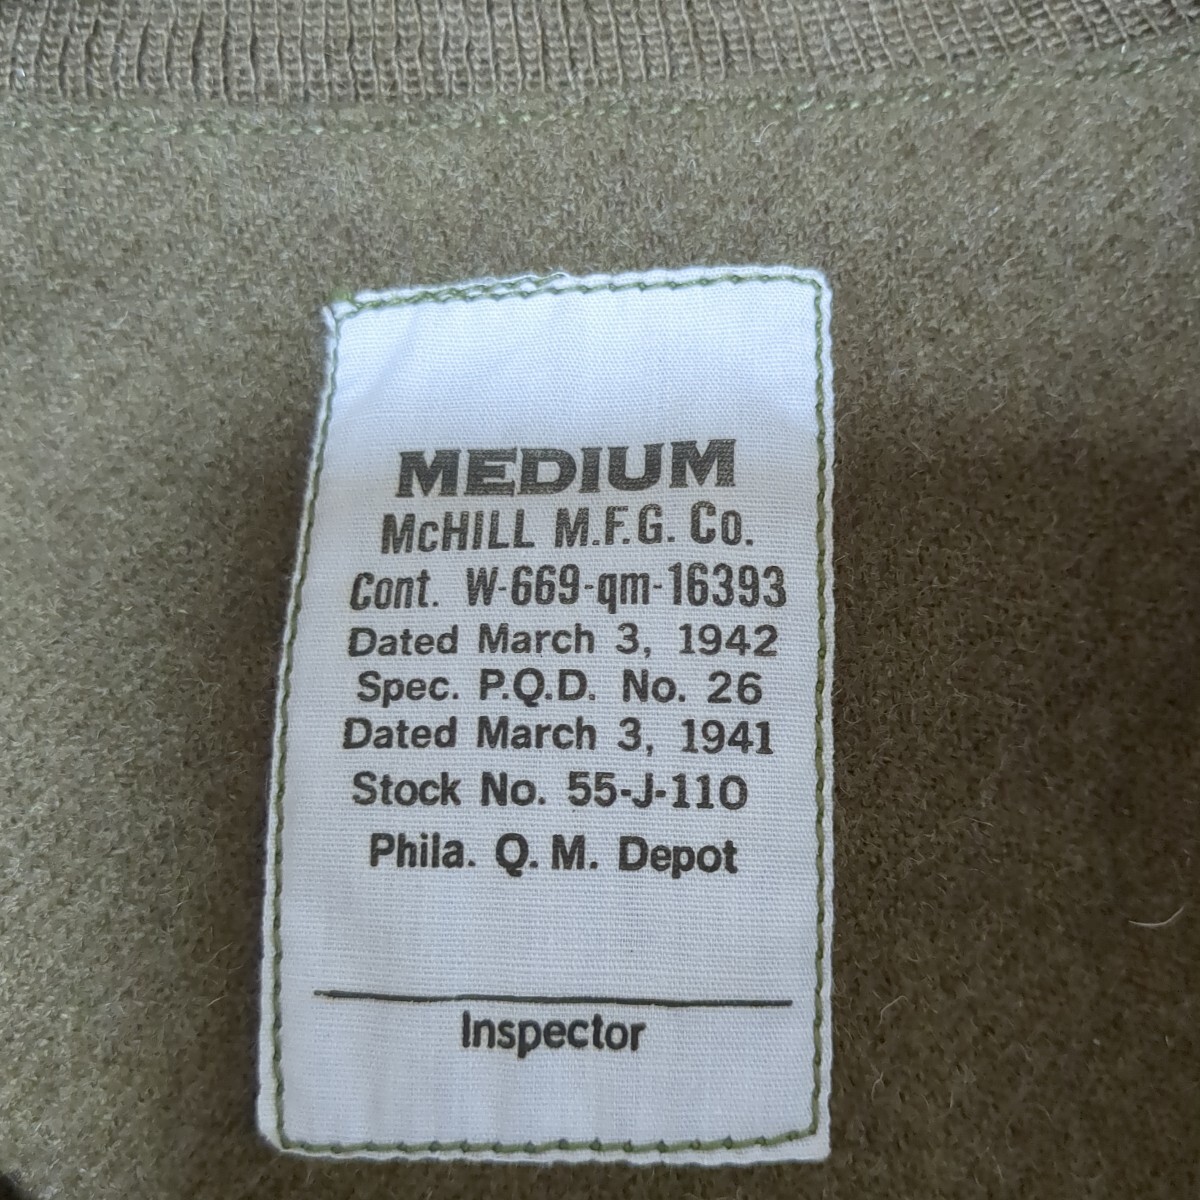 MEDIUM
McHILL M.F.G. Co.
Cont. W-669-qm-16393
Dated March 3, 1942
Spec. P.Q.D. No. 26
Dated March 3, 1941
Stock No. 55-J-110
Phila. Q. M. Depot
Inspector